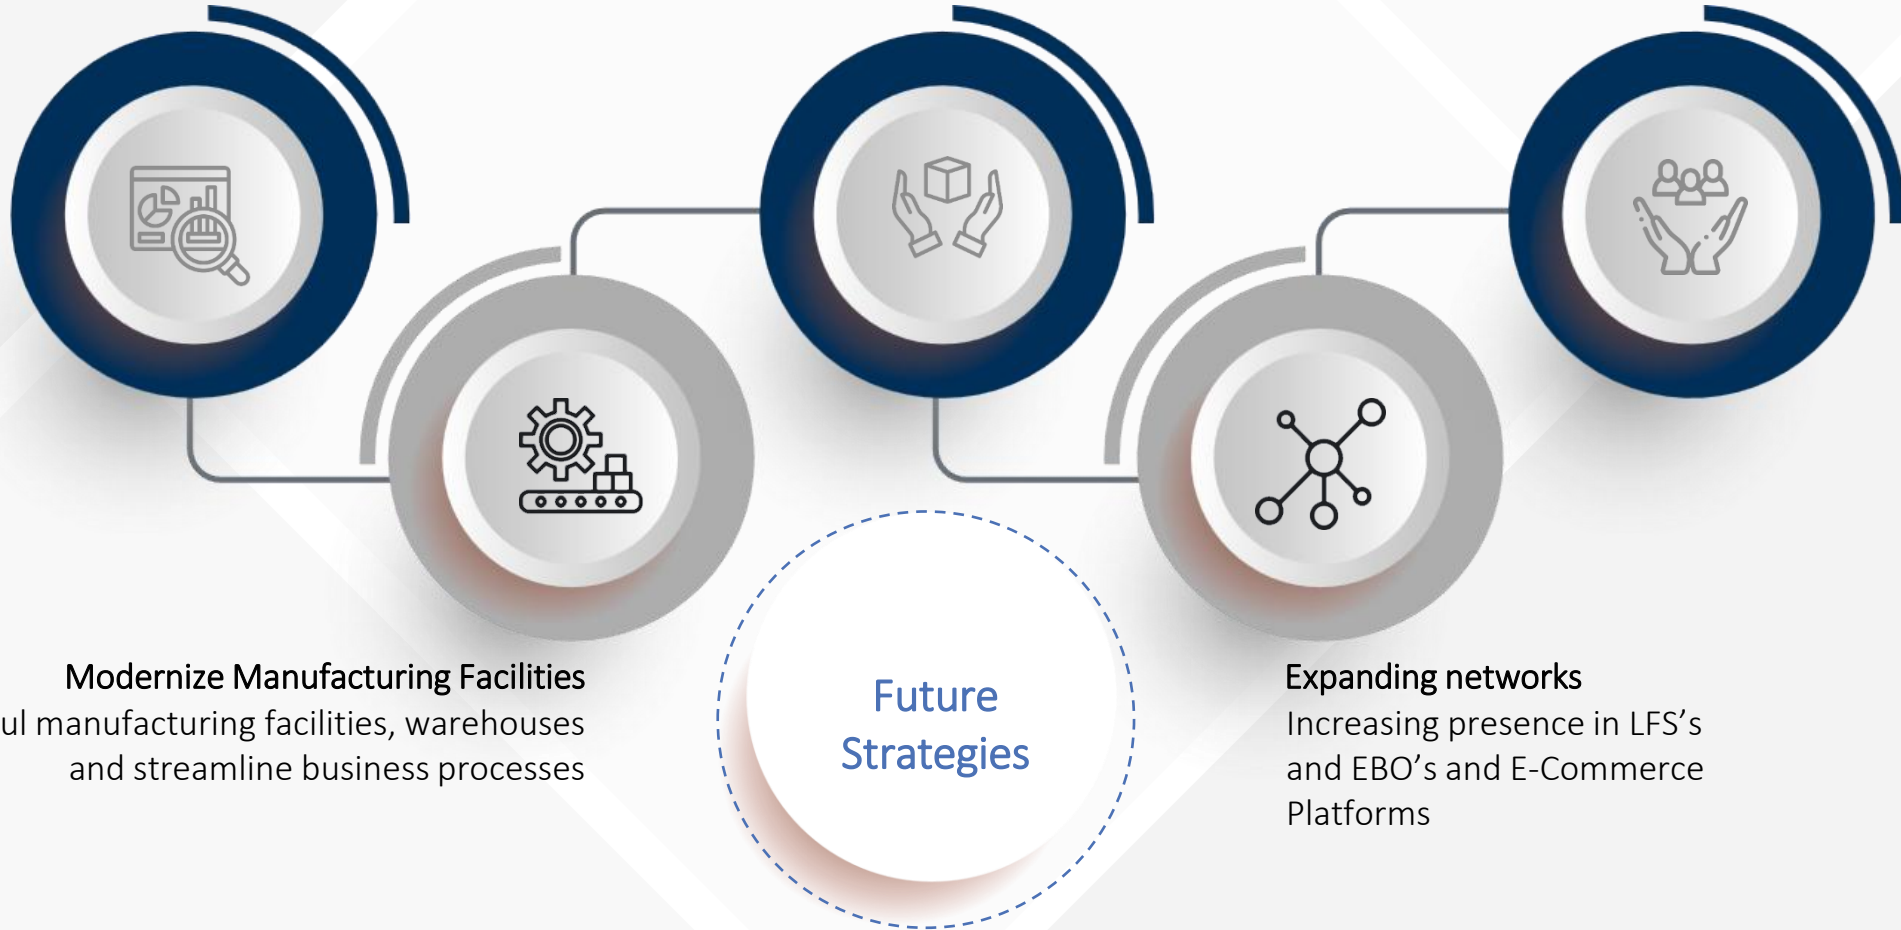 Modernize Manufacturing Facilities
manufacturing facilities, warehouses
and streamline business processes
Future
Strategies
Expanding networks
Increasing presence in LFS's
and EBO's and E-Commerce
Platforms